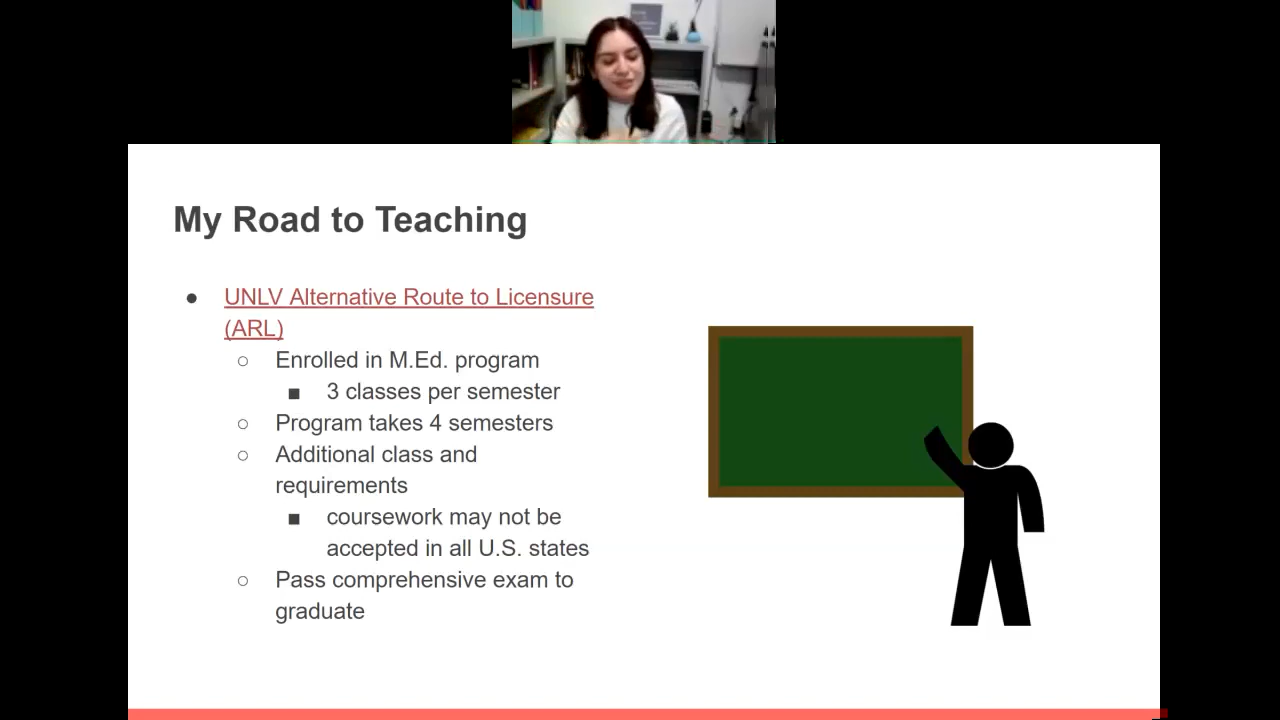 My Road to Teaching
● UNLV Alternative Route to Licensure
(ARL)
○ Enrolled in M.Ed. program
■ 3 classes per semester
○ Program takes 4 semesters
○ Additional class and
requirements
■ coursework may not be
accepted in all U.S. states
○ Pass comprehensive exam to
graduate